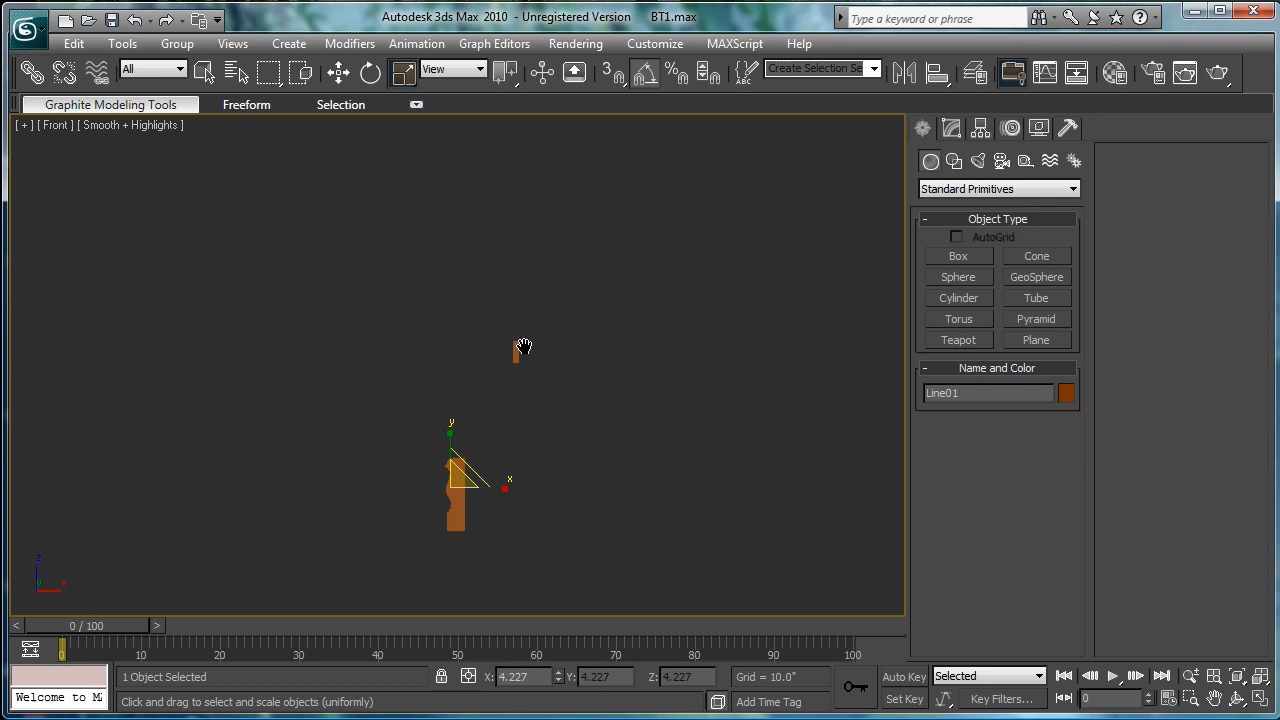 Autodesk 3ds Max 2010 - Unregistered Version BT1.max
Type a keyword or phrase
Edit Tools Group Views Create Modifiers Animation Graph Editors Rendering Customize MAXScript Help
All View 3 Create Selection Se
Graphite Modeling Tools Freeform Selection
[ + ] [ Front ] [ Smooth + Highlights ]
Standard Primitives
- Object Type
AutoGrid
Box Cone
Sphere GeoSphere
Cylinder Tube
Torus Pyramid
Teapot Plane
- Name and Color
Line01
y
x
z
x
< 0 / 100 >
0 10 20 30 40 50 60 70 80 90 100
1 Object Selected X: 4.227 Y: 4.227 Z: 4.227 Grid = 10.0" Auto Key Selected
Welcome to M Click and drag to select and scale objects (uniformly) Add Time Tag Set Key Key Filters... 0